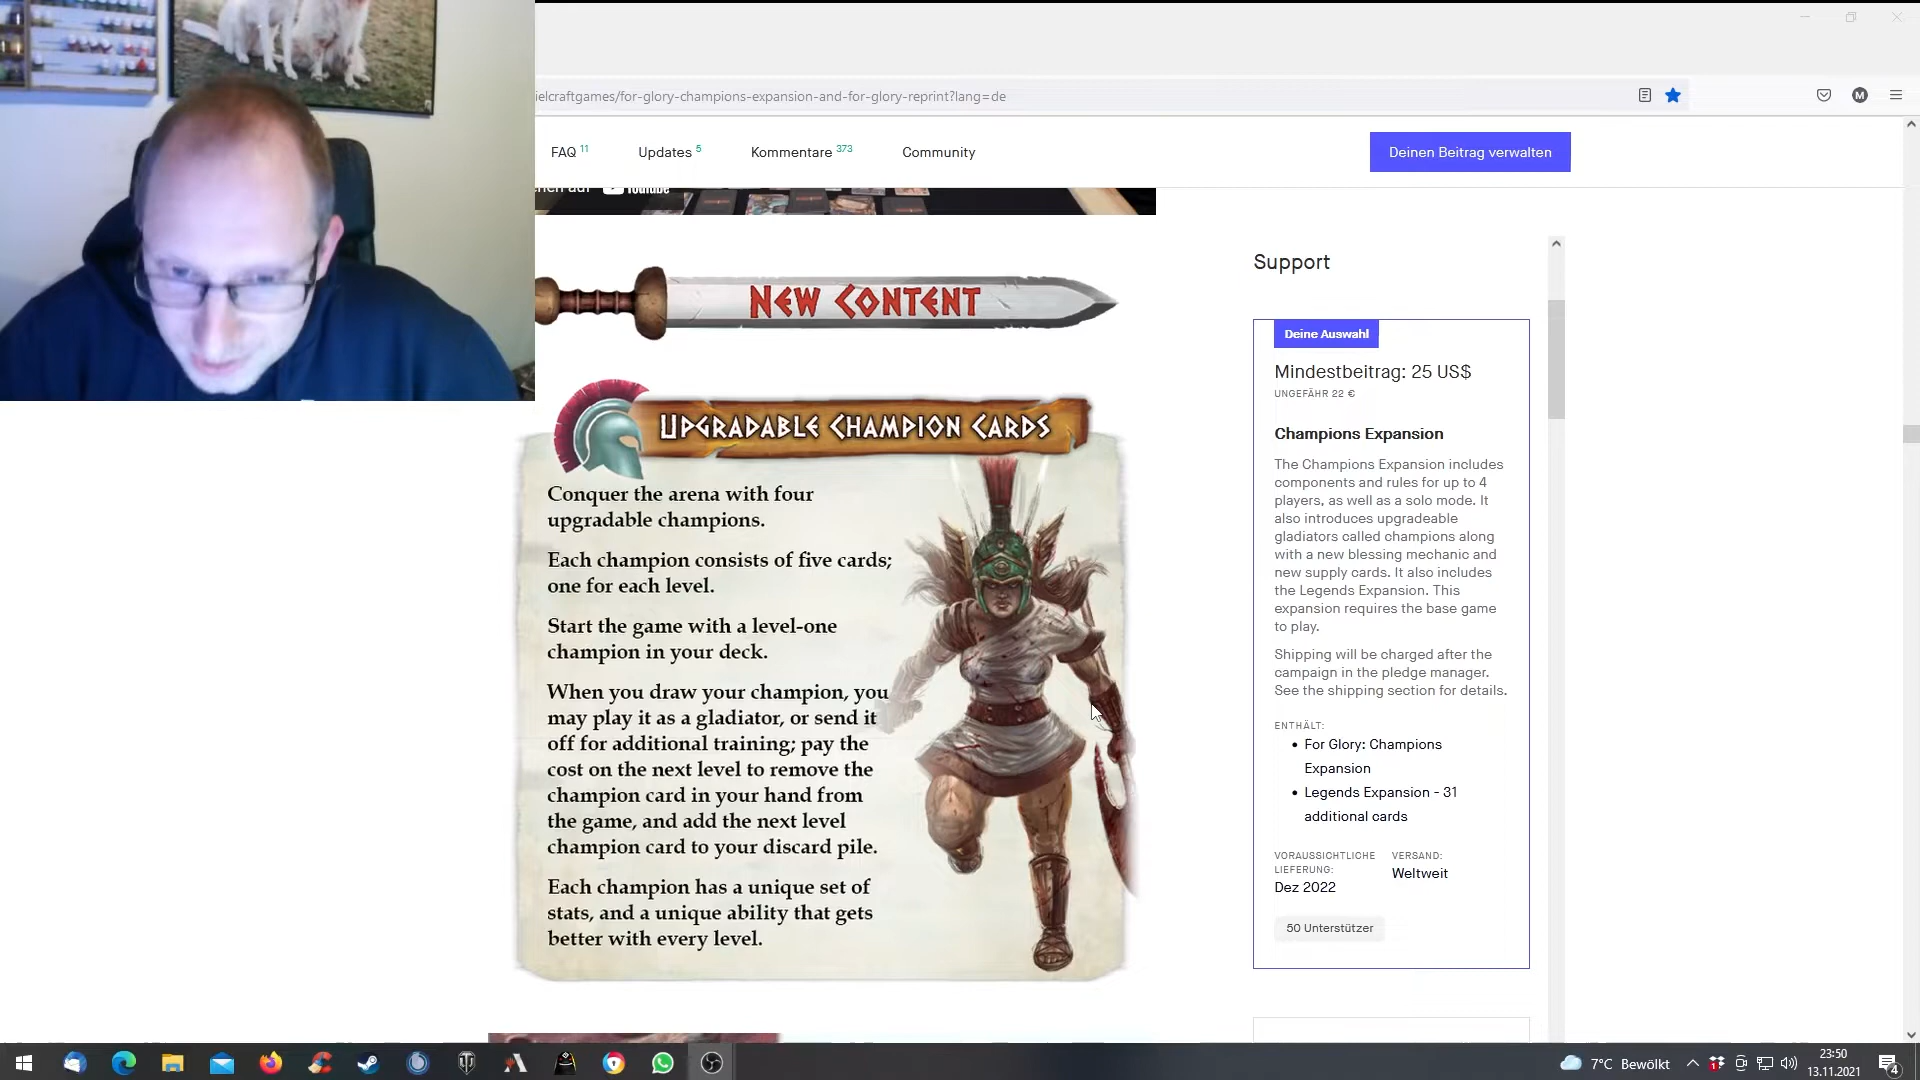 ielcraftgames/for-glory-champions-expansion-and-for-glory-reprint?lang=de
M
FAQ 11
Updates 5
Kommentare 373
Community
Deinen Beitrag verwalten
YouTube
NEW CONTENT
UPGRADABLE CHAMPION CARDS
Conquer the arena with four
upgradable champions.
Each champion consists of five cards;
one for each level.
Start the game with a level-one
champion in your deck.
When you draw your champion, you
may play it as a gladiator, or send it
off for additional training; pay the
cost on the next level to remove the
champion card in your hand from
the game, and add the next level
champion card to your discard pile.
Each champion has a unique set of
stats, and a unique ability that gets
better with every level.
Support
Deine Auswahl
Mindestbeitrag: 25 US$
UNGEFÄHR 22 €
Champions Expansion
The Champions Expansion includes
components and rules for up to 4
players, as well as a solo mode. It
also introduces upgradeable
gladiators called champions along
with a new blessing mechanic and
new supply cards. It also includes
the Legends Expansion. This
expansion requires the base game
to play.
Shipping will be charged after the
campaign in the pledge manager.
See the shipping section for details.
ENTHÄLT:
• For Glory: Champions
Expansion
• Legends Expansion - 31
additional cards
VORAUSSICHTLICHE
LIEFERUNG:
Dez 2022
VERSAND:
Weltweit
50 Unterstützer
7°C Bewölkt
23:50
13.11.2021
4